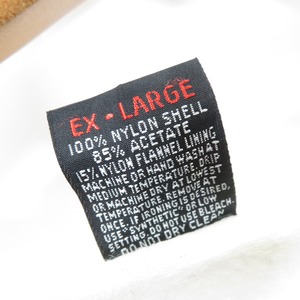 EX • LARGE
100% NYLON SHELL
85% ACETATE
15% NYLON FLANNEL LINING
MACHINE OR HAND WASH AT
MEDIUM TEMPERATURE. DRIP
OR MACHINE DRY AT LOWEST
TEMPERATURE. REMOVE AT
ONCE. IF IRONING IS DESIRED,
USE "SYNTHETIC" OR LOW
SETTING DO NOT USE BLEACH.
DO NOT DRY CLEAN